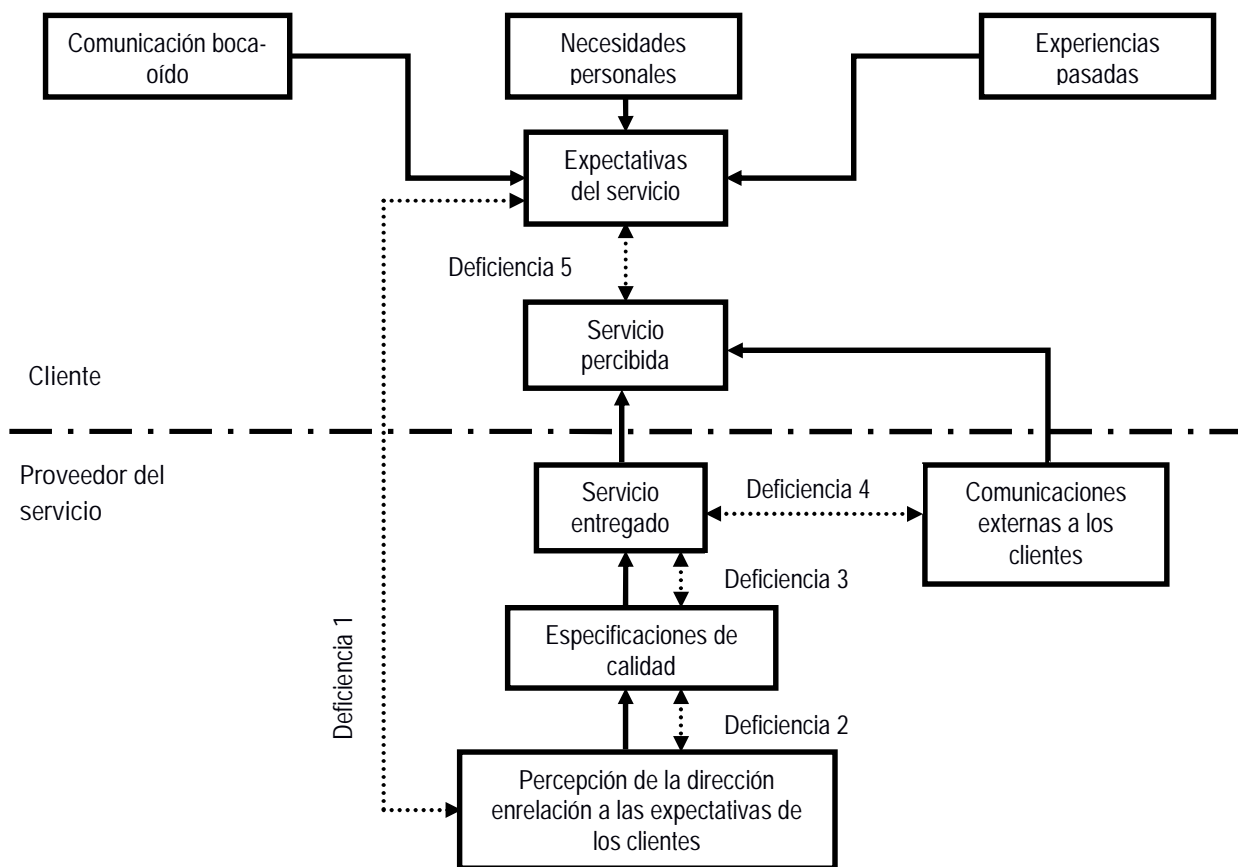 Comunicación boca-
oído
Necesidades
personales
Experiencias
pasadas
Expectativas
del servicio
Deficiencia 5
Servicio
percibida
Cliente
Proveedor del
servicio
Servicio
entregado
Deficiencia 4
Comunicaciones
externas a los
clientes
Deficiencia 3
Especificaciones de
calidad
Deficiencia 1
Deficiencia 2
Percepción de la dirección
enrelación a las expectativas de
los clientes